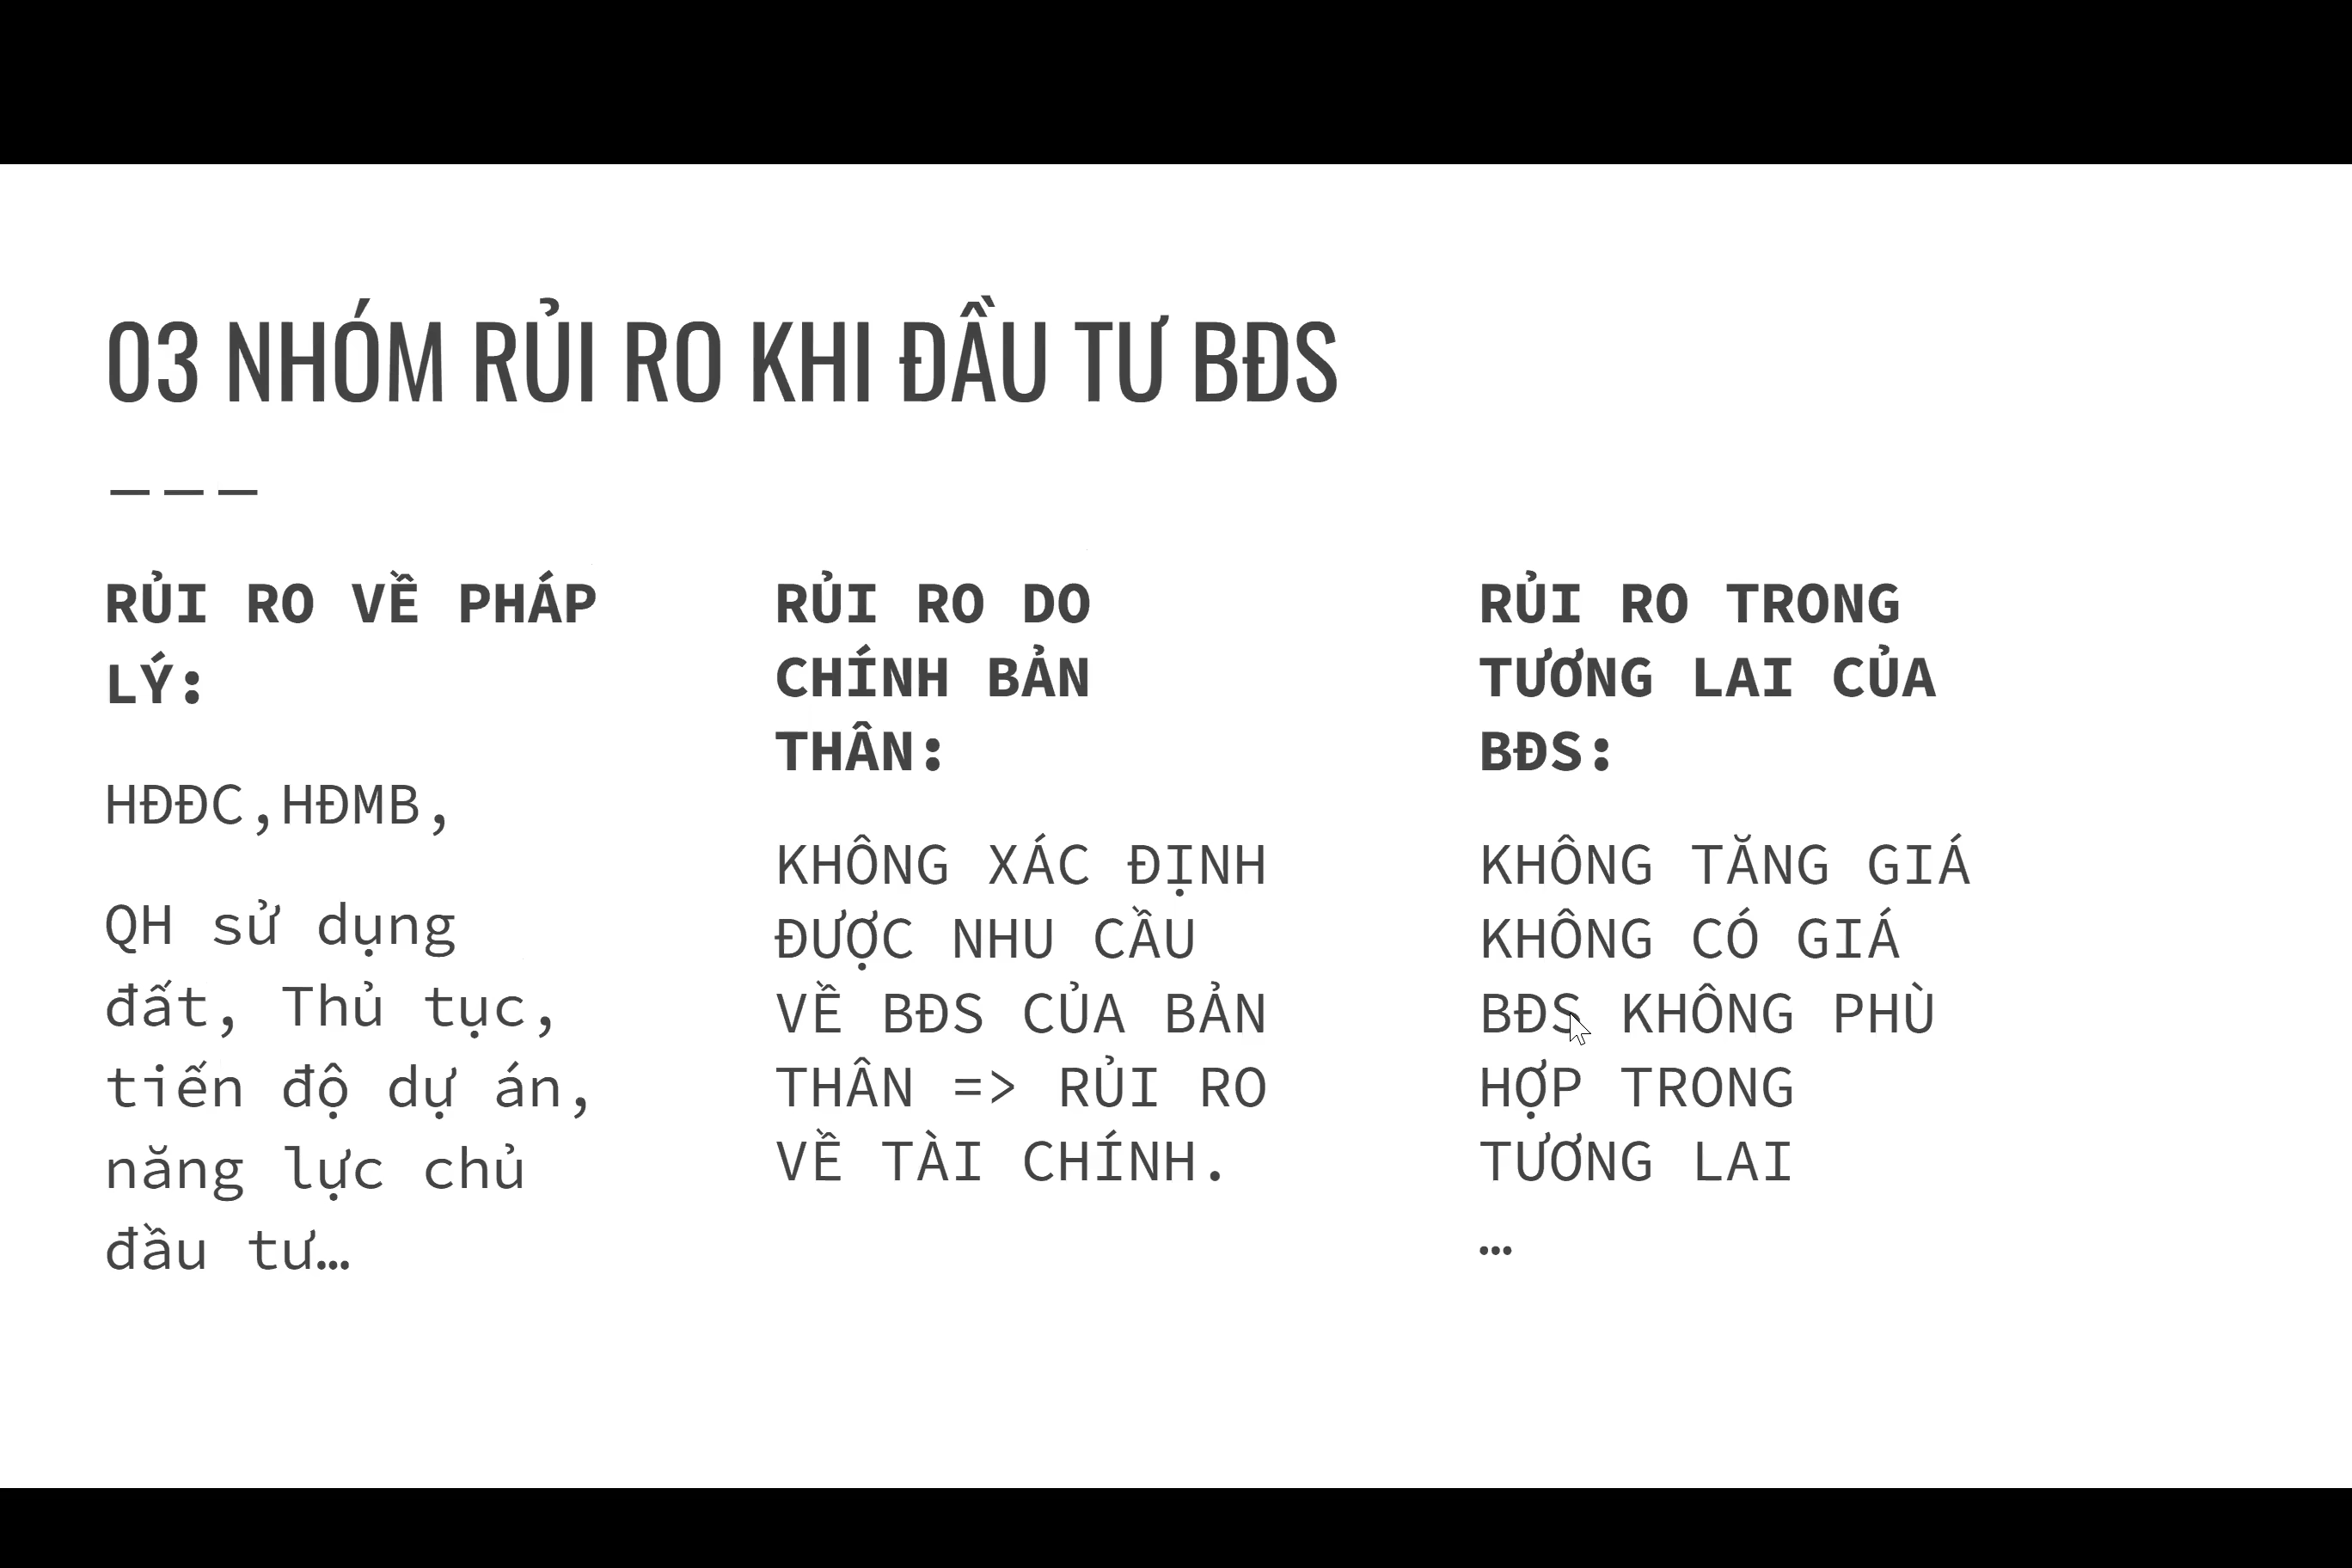 03 NHÓM RỦI RO KHI ĐẦU TƯ BĐS
———
RỦI RO VỀ PHÁP
LÝ:
HĐĐC,HĐMB,
QH sử dụng
đất, Thủ tục,
tiến độ dự án,
năng lực chủ
đầu tư…
RỦI RO DO
CHÍNH BẢN
THÂN:
KHÔNG XÁC ĐỊNH
ĐƯỢC NHU CẦU
VỀ BĐS CỦA BẢN
THÂN => RỦI RO
VỀ TÀI CHÍNH.
RỦI RO TRONG
TƯƠNG LAI CỦA
BĐS:
KHÔNG TĂNG GIÁ
KHÔNG CÓ GIÁ
BĐS KHÔNG PHÙ
HỢP TRONG
TƯƠNG LAI
…